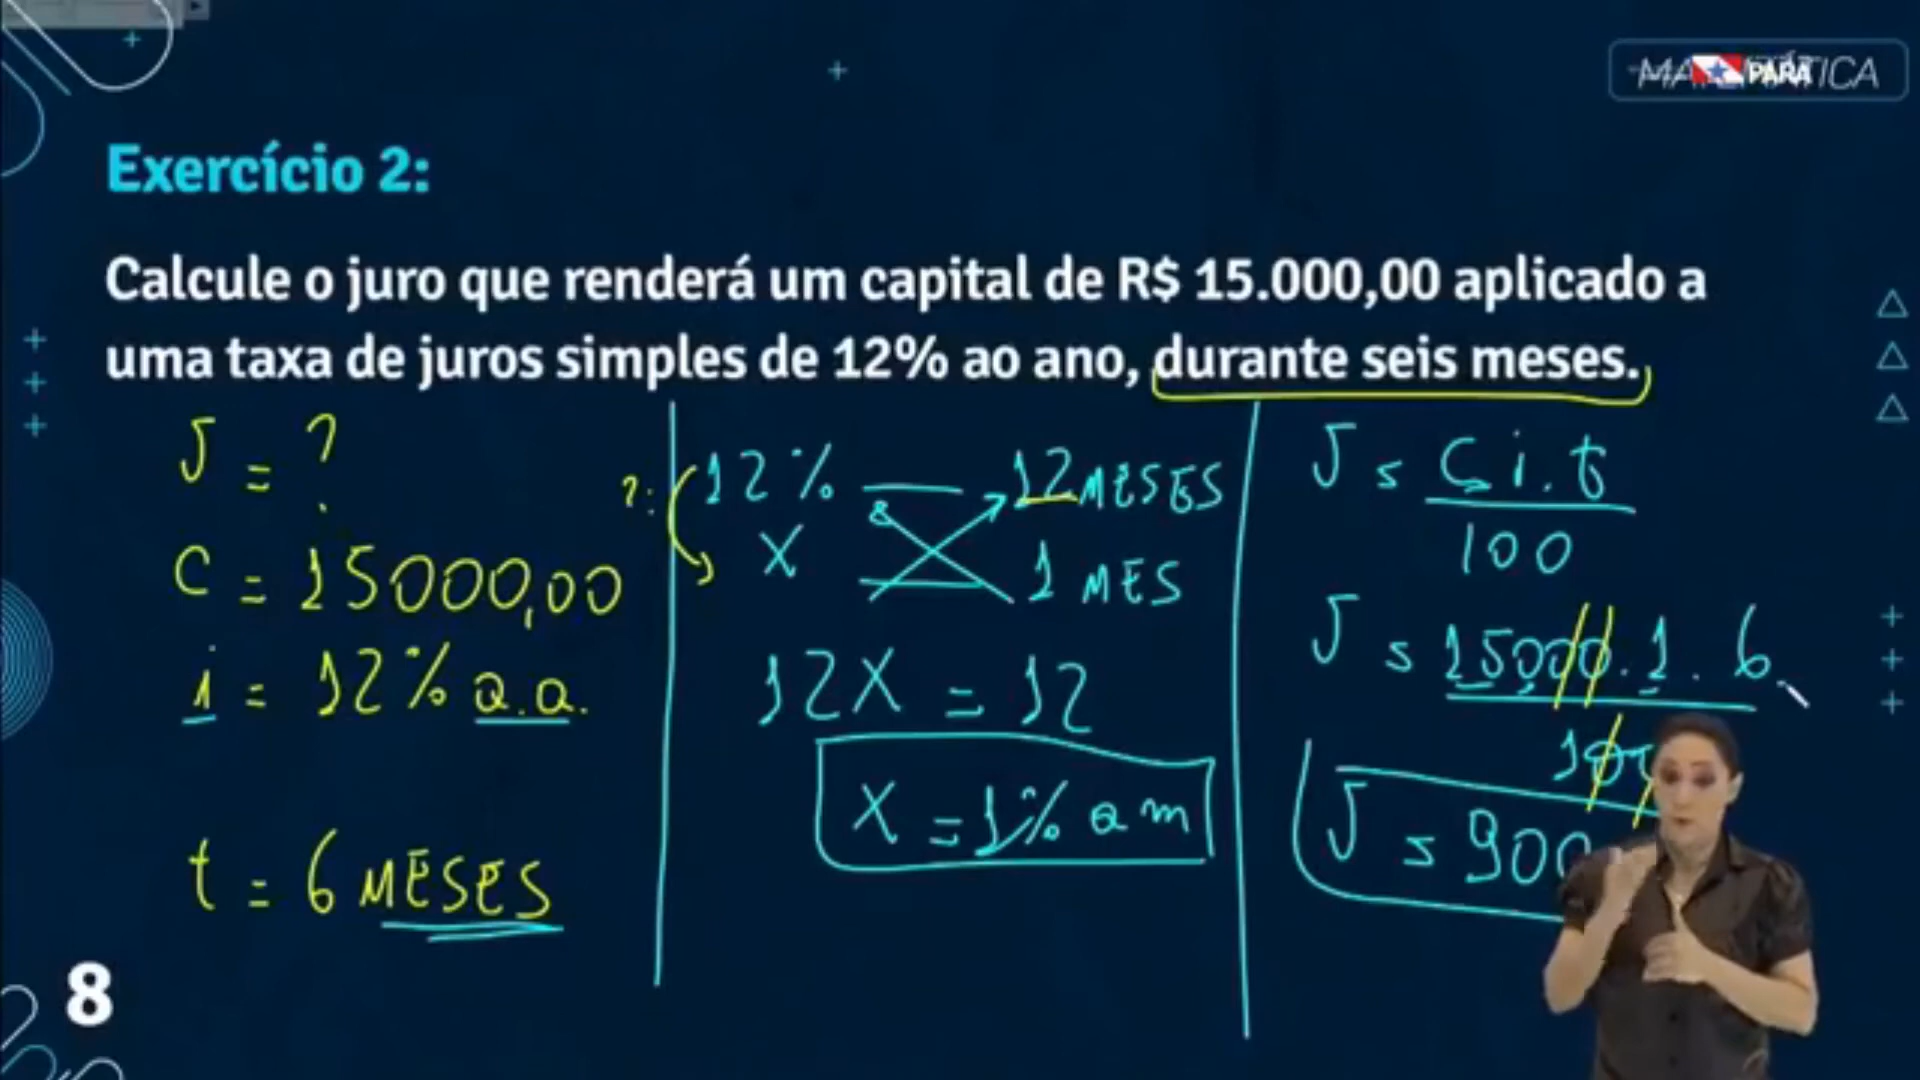 PARÁ
Exercício 2:
Calcule o juro que renderá um capital de R$ 15.000,00 aplicado a
uma taxa de juros simples de 12% ao ano, durante seis meses.
J = ?
C = 15000,00
i = 12% a.a.
t = 6 MESES
?:
12% 12 MESES
X 1 MES
12X = 12
X = 1% a m
J = C.i.t
100
J = 15000.1.6
J = 900
8